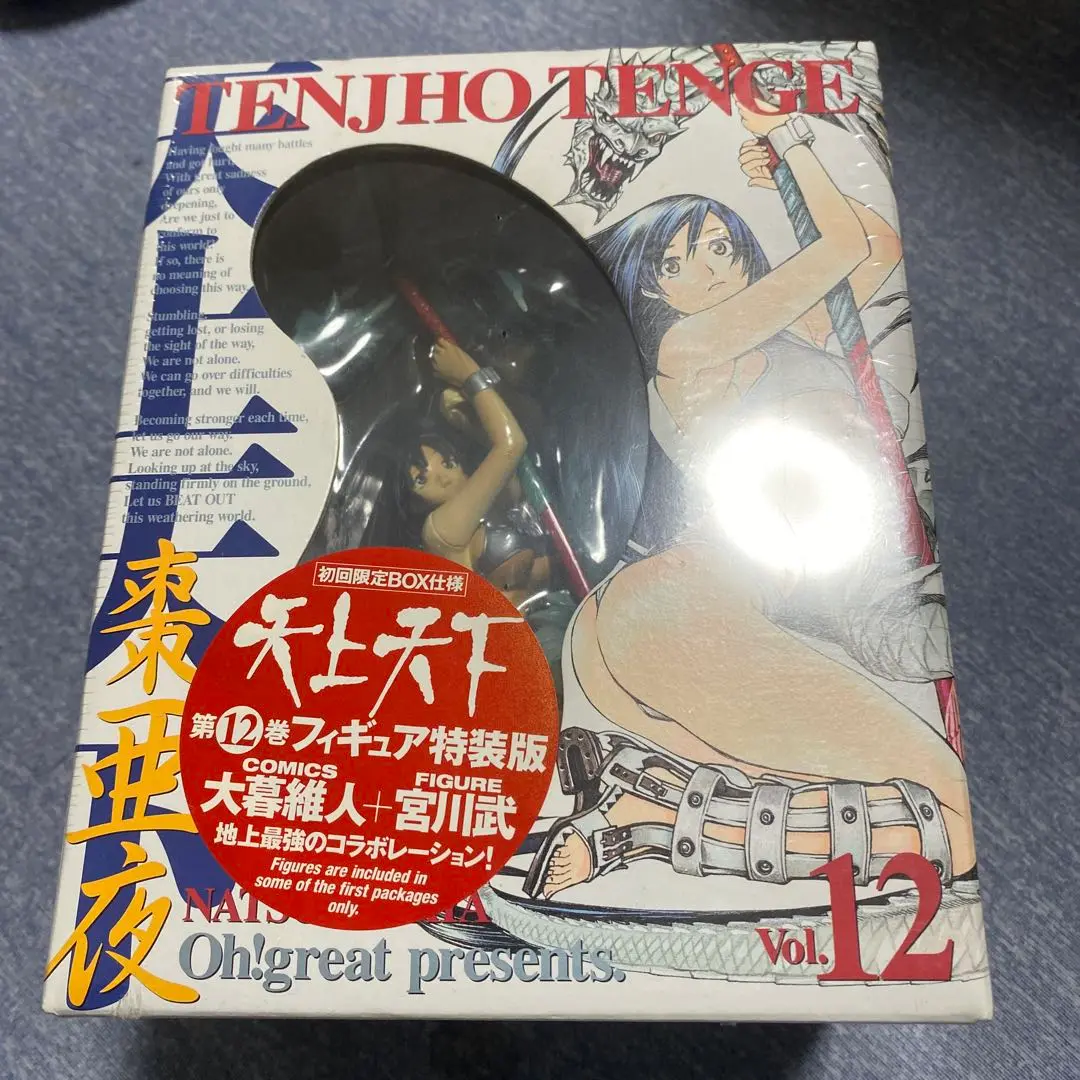 TENJHO TENGE
Having fought many battles
and got hurt,
With great sadness
of ours only
deepening,
Are we just to
conform to
this world?
If so, there is
no meaning of
choosing this way.
Stumbling,
getting lost, or losing
the sight of the way,
We are not alone.
We can go over difficulties
together, and we will.
Becoming stronger each time,
let us go our way.
We are not alone.
Looking up at the sky,
standing firmly on the ground,
Let us BEAT OUT
this weathering world.
棗亜夜
初回限定BOX仕様
天上天下
第12巻フィギュア特装版
COMICS FIGURE
大暮維人+宮川武
地上最強のコラボレーション!
Figures are included in
some of the first packages
only.
Oh!great presents.
Vol.12